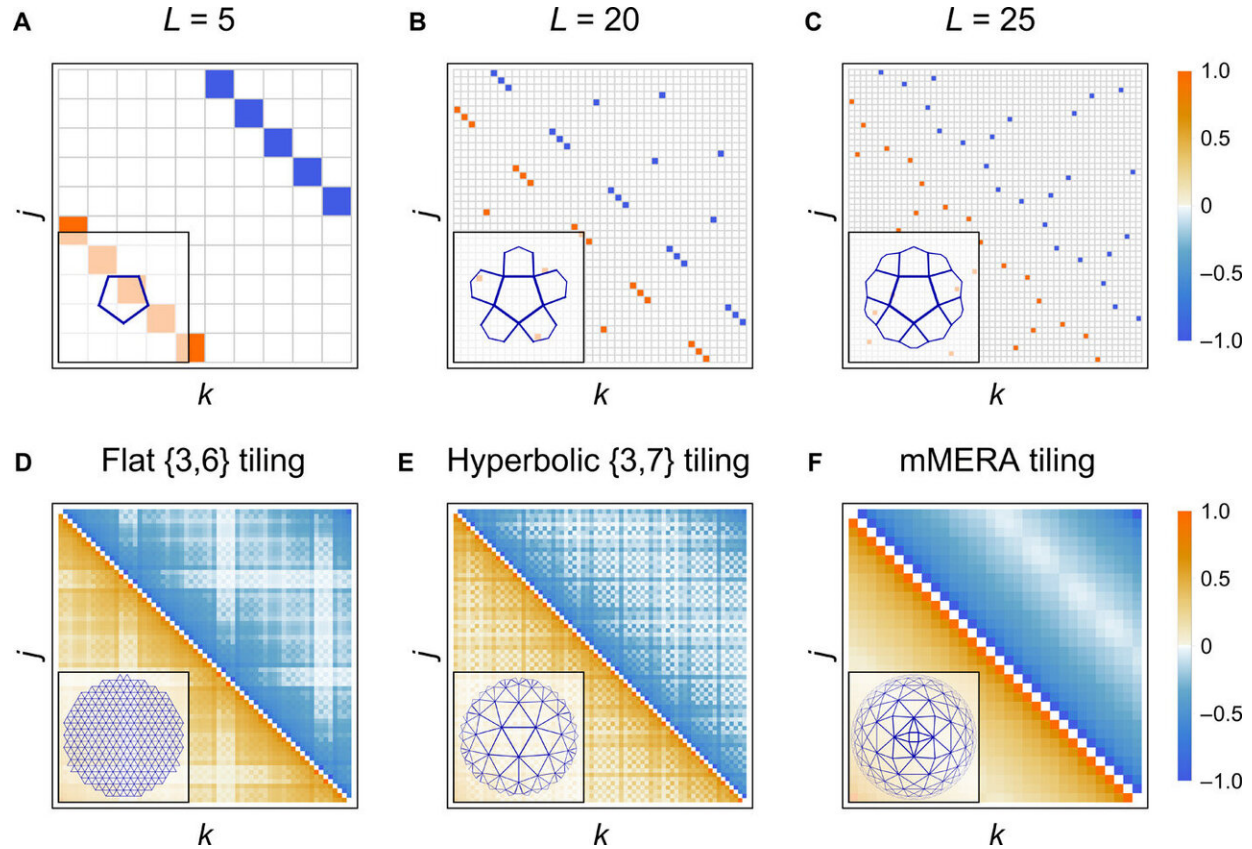 A
L = 5
B
L = 20
C
L = 25
j
k
j
k
j
k
1.0
0.5
0
−0.5
−1.0
D
Flat {3,6} tiling
E
Hyperbolic {3,7} tiling
F
mMERA tiling
j
k
j
k
j
k
1.0
0.5
0
−0.5
−1.0